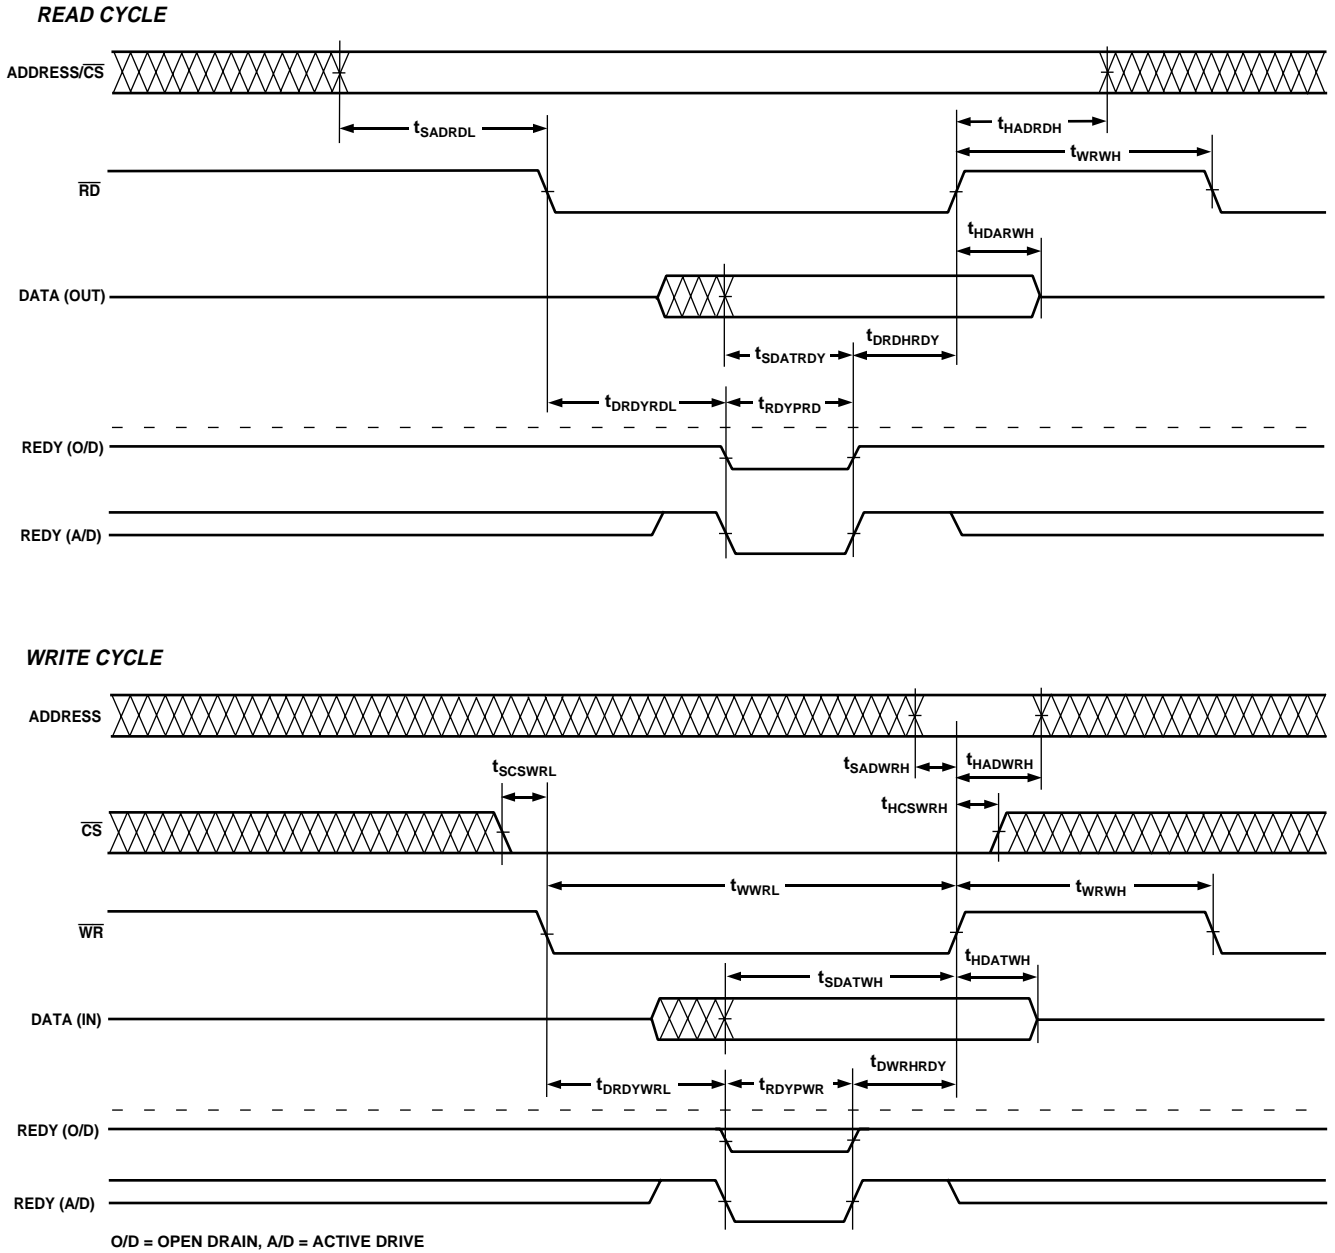 READ CYCLE
ADDRESS/CS
tSADRDL
tHADRDH
tWRWH
RD
tHDARWH
DATA (OUT)
tDRDHRDY
tSDATRDY
tDRDYRDL
tRDYPRD
REDY (O/D)
REDY (A/D)
WRITE CYCLE
ADDRESS
tSCSWRL
tSADWRH
tHADWRH
tHCSWRH
CS
tWWRL
tWRWH
WR
tHDATWH
tSDATWH
DATA (IN)
tDWRHRDY
tDRDYWRL
tRDYPWR
REDY (O/D)
REDY (A/D)
O/D = OPEN DRAIN, A/D = ACTIVE DRIVE